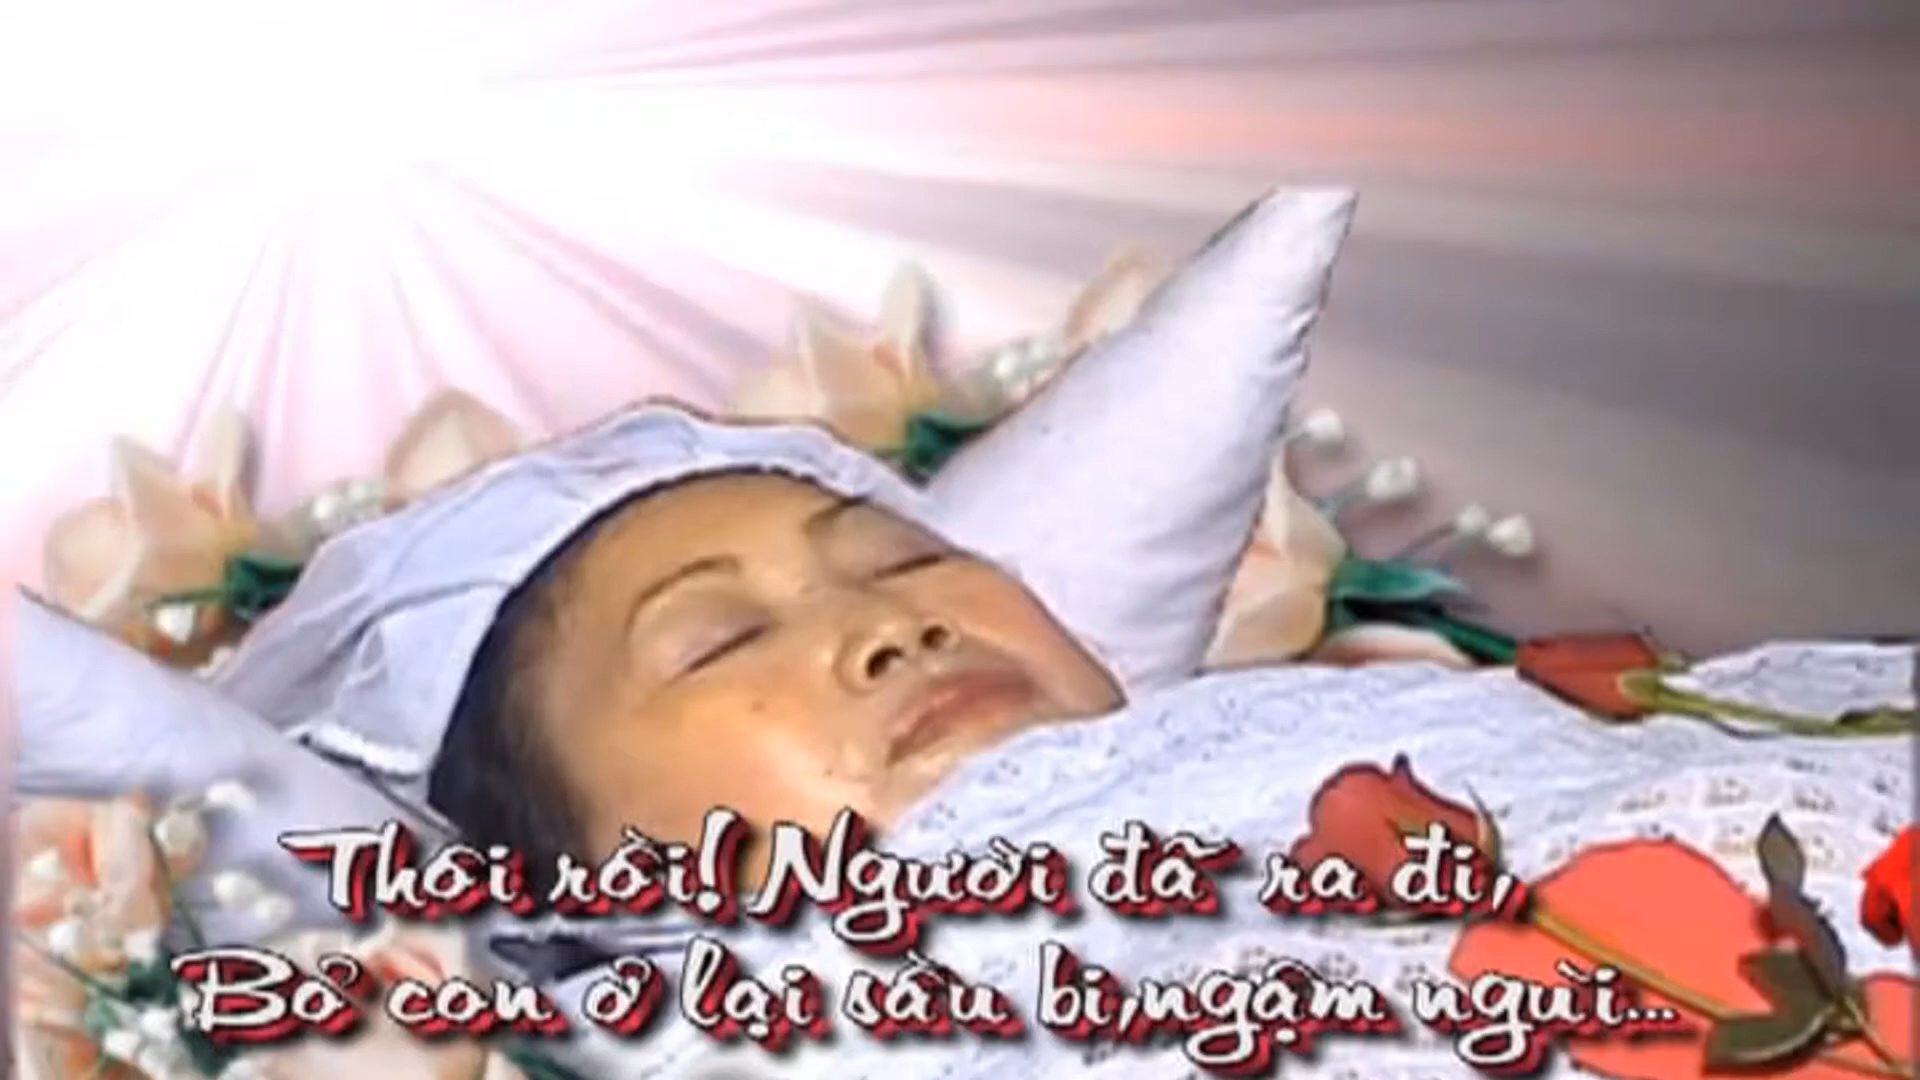 Thôi rồi! Người đã ra đi,
Bỏ con ở lại sầu bi,ngậm ngùi...